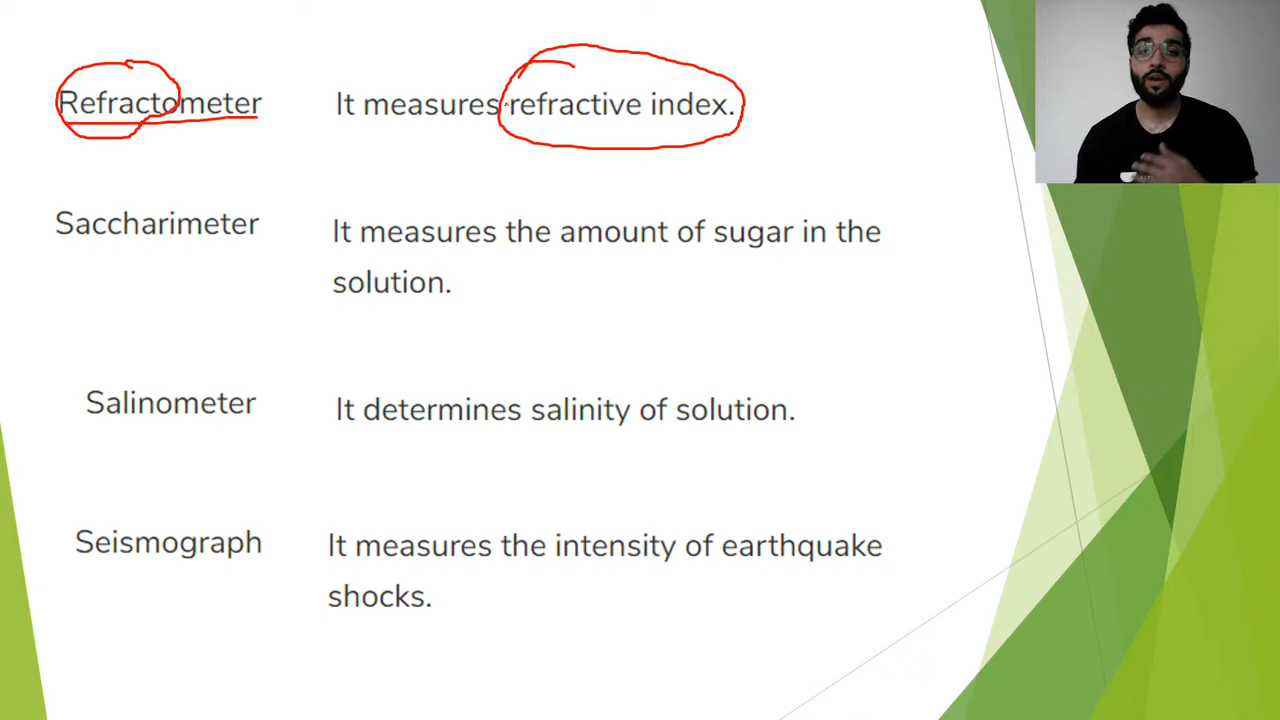 Refractometer It measures refractive index.
Saccharimeter It measures the amount of sugar in the
solution.
Salinometer It determines salinity of solution.
Seismograph It measures the intensity of earthquake
shocks.